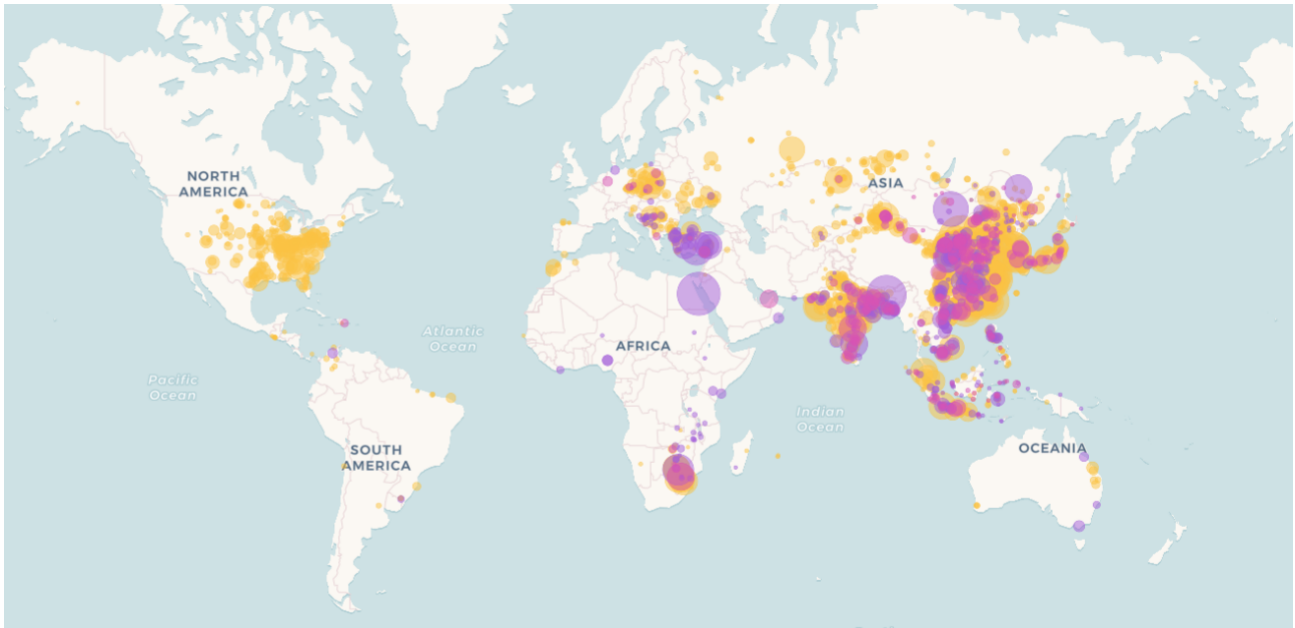 NORTH
AMERICA
ASIA
Atlantic
Ocean
AFRICA
Pacific
Ocean
Indian
Ocean
SOUTH
AMERICA
OCEANIA